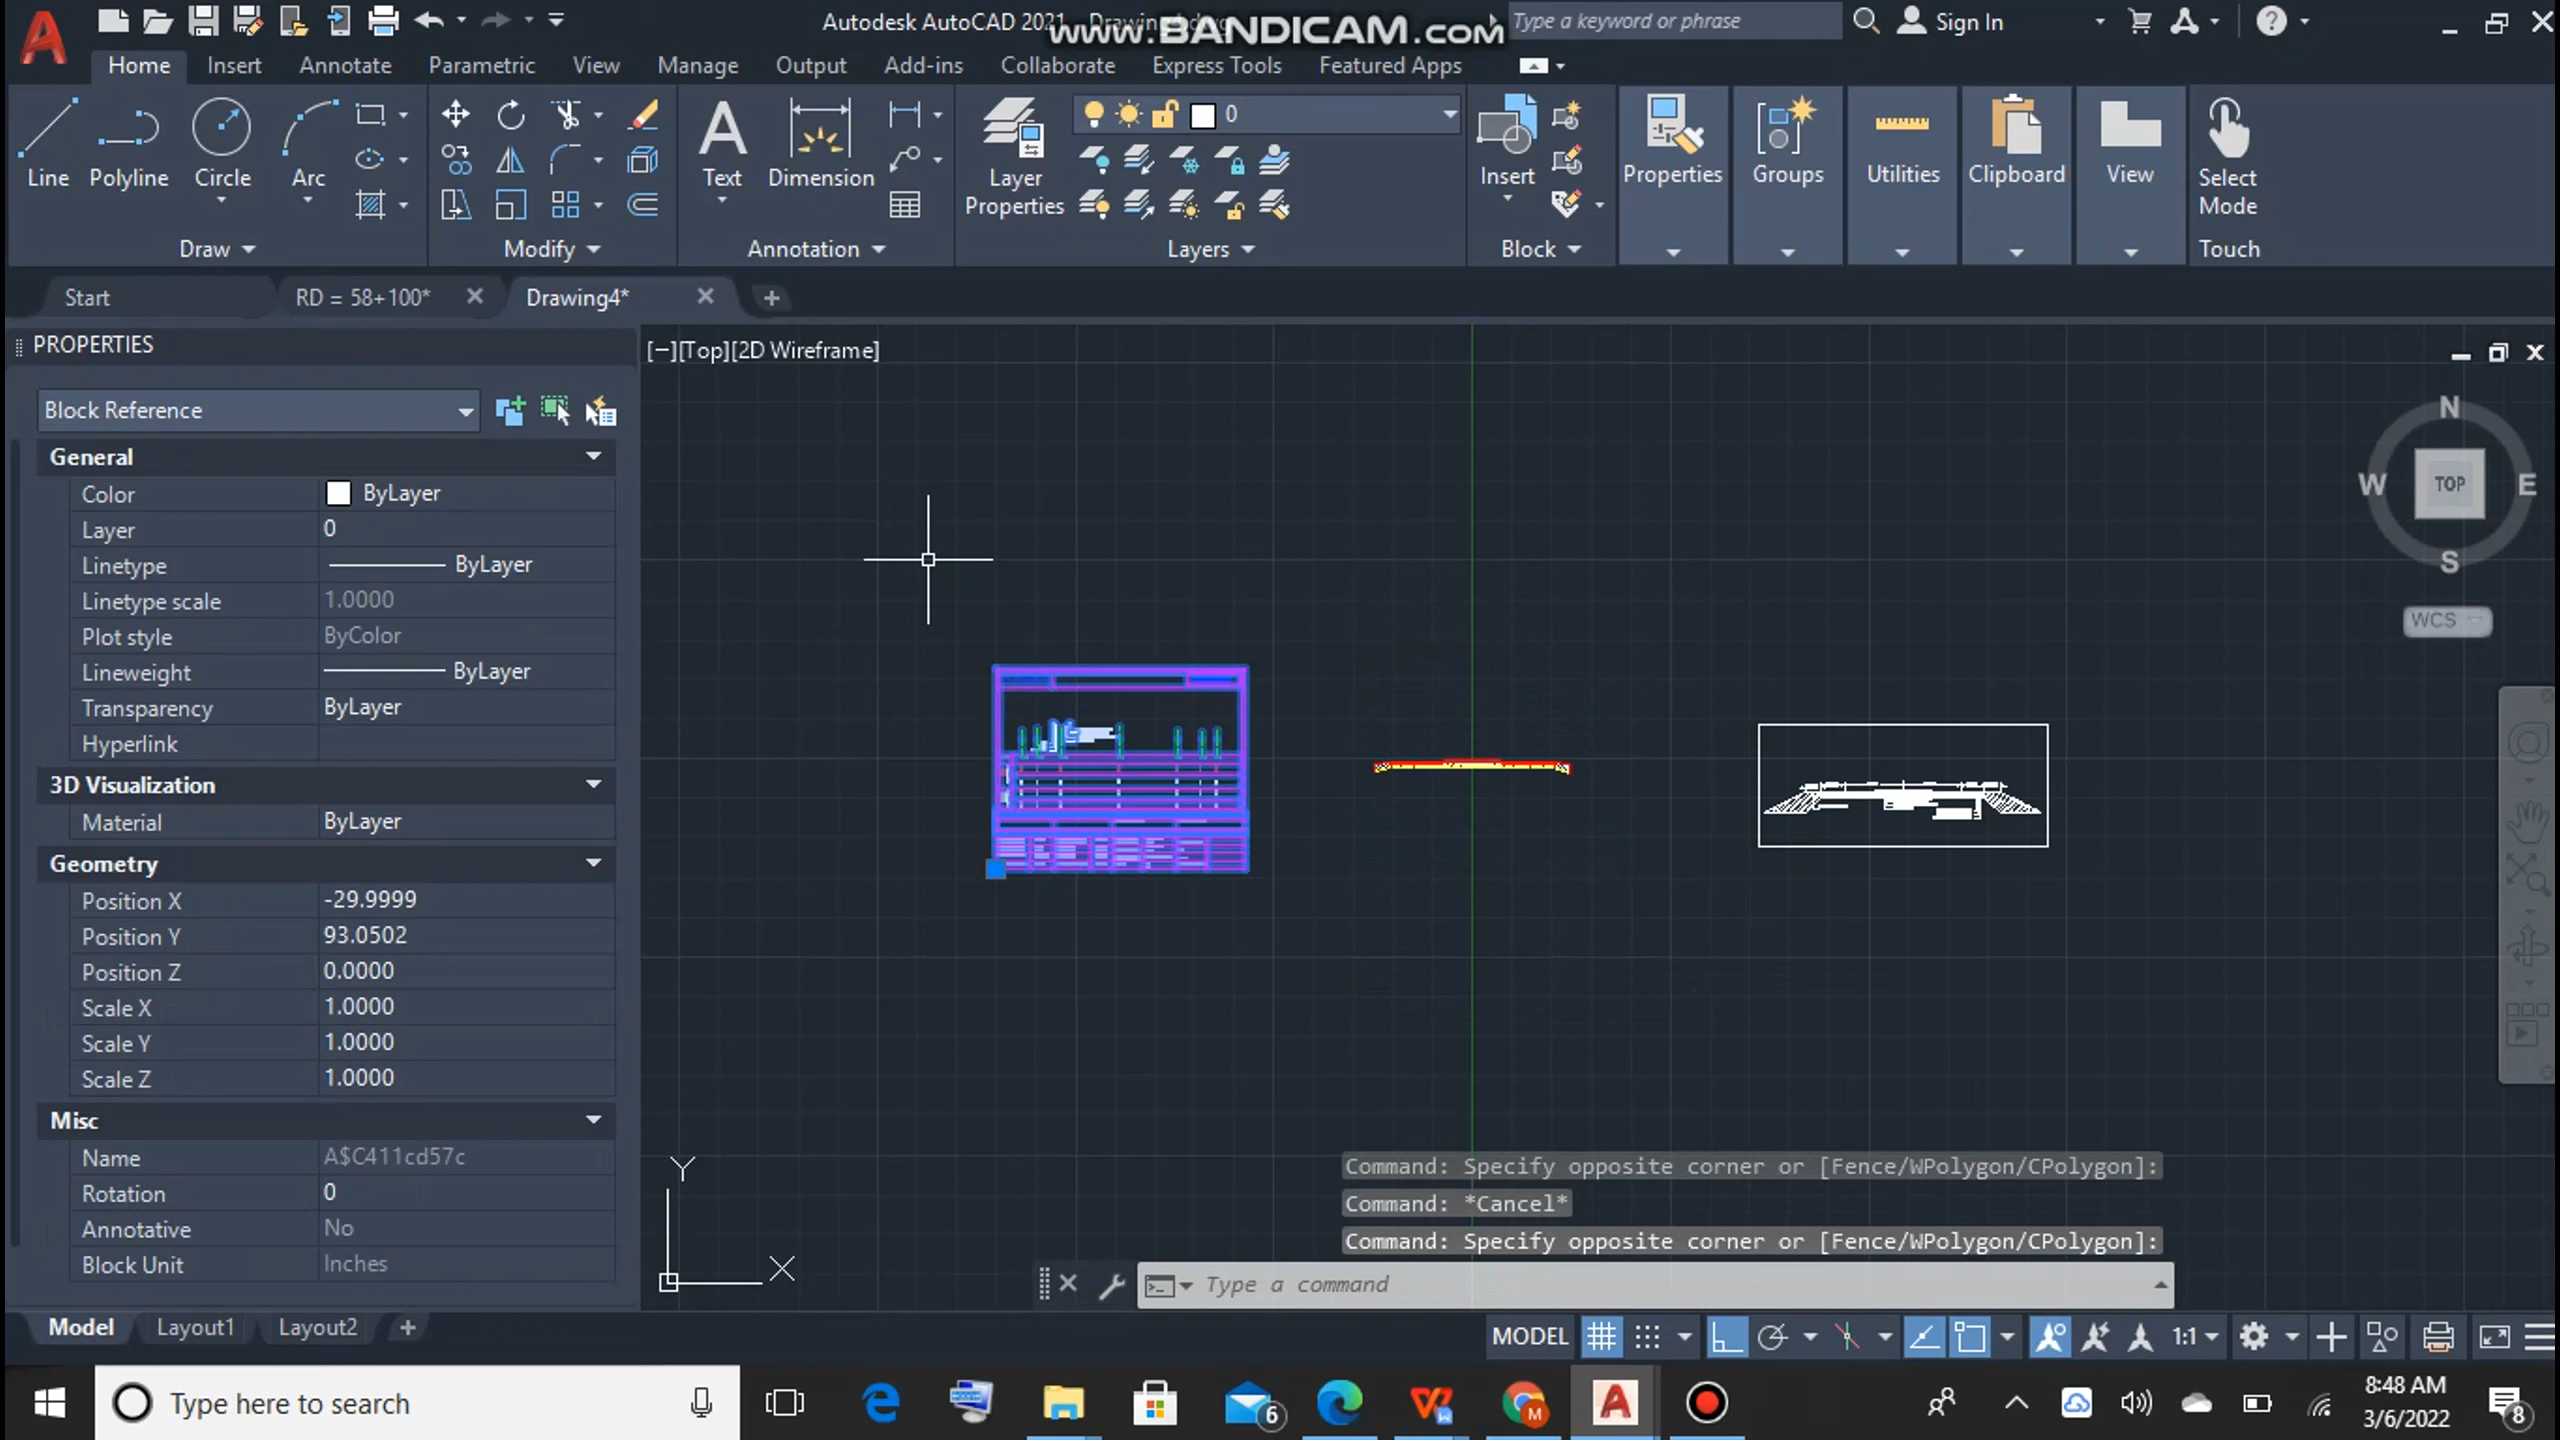 Autodesk AutoCAD 2021
www.BANDICAM.com
Type a keyword or phrase
Sign In
Home Insert Annotate Parametric View Manage Output Add-ins Collaborate Express Tools Featured Apps
0
Line Polyline Circle Arc
Text Dimension
Layer Properties
Insert
Properties Groups Utilities Clipboard View
Select Mode
Draw Modify Annotation Layers Block Touch
Start RD = 58+100* Drawing4*
PROPERTIES
[−][Top][2D Wireframe]
Block Reference
General
Color ByLayer
Layer 0
Linetype ByLayer
Linetype scale 1.0000
Plot style ByColor
Lineweight ByLayer
Transparency ByLayer
Hyperlink
3D Visualization
Material ByLayer
Geometry
Position X -29.9999
Position Y 93.0502
Position Z 0.0000
Scale X 1.0000
Scale Y 1.0000
Scale Z 1.0000
Misc
Name A$C411cd57c
Rotation 0
Annotative No
Block Unit Inches
N
W TOP E
S
WCS
Y
X
Command: Specify opposite corner or [Fence/WPolygon/CPolygon]:
Command: *Cancel*
Command: Specify opposite corner or [Fence/WPolygon/CPolygon]:
Type a command
Model Layout1 Layout2
MODEL 1:1
Type here to search
6
M
8:48 AM
3/6/2022
8